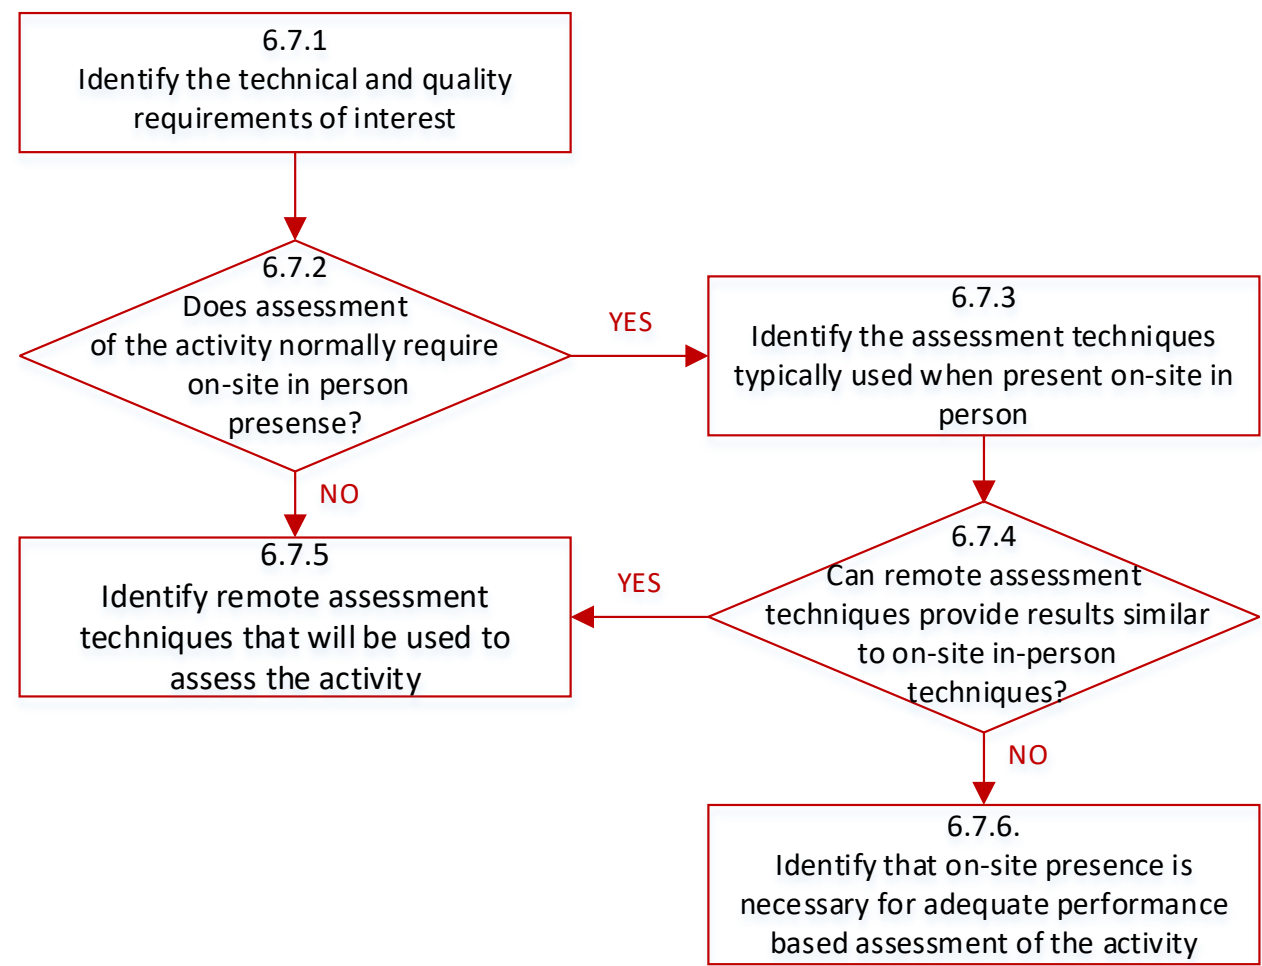 6.7.1
Identify the technical and quality
requirements of interest
6.7.2
Does assessment
of the activity normally require
on-site in person
presense?
YES
6.7.3
Identify the assessment techniques
typically used when present on-site in
person
NO
6.7.5
Identify remote assessment
techniques that will be used to
assess the activity
YES
6.7.4
Can remote assessment
techniques provide results similar
to on-site in-person
techniques?
NO
6.7.6.
Identify that on-site presence is
necessary for adequate performance
based assessment of the activity